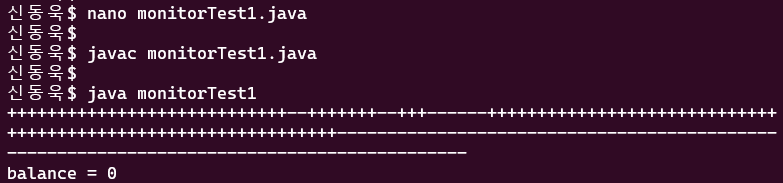 신동욱$ nano monitorTest1.java
신동욱$
신동욱$ javac monitorTest1.java
신동욱$
신동욱$ java monitorTest1
++++++++++++++++++++++++++++--+++++++--+++------+++++++++++++++++++++++++++++
+++++++++++++++++++++++++++++++++--------------------------------------------
----------------------------------------------
balance = 0